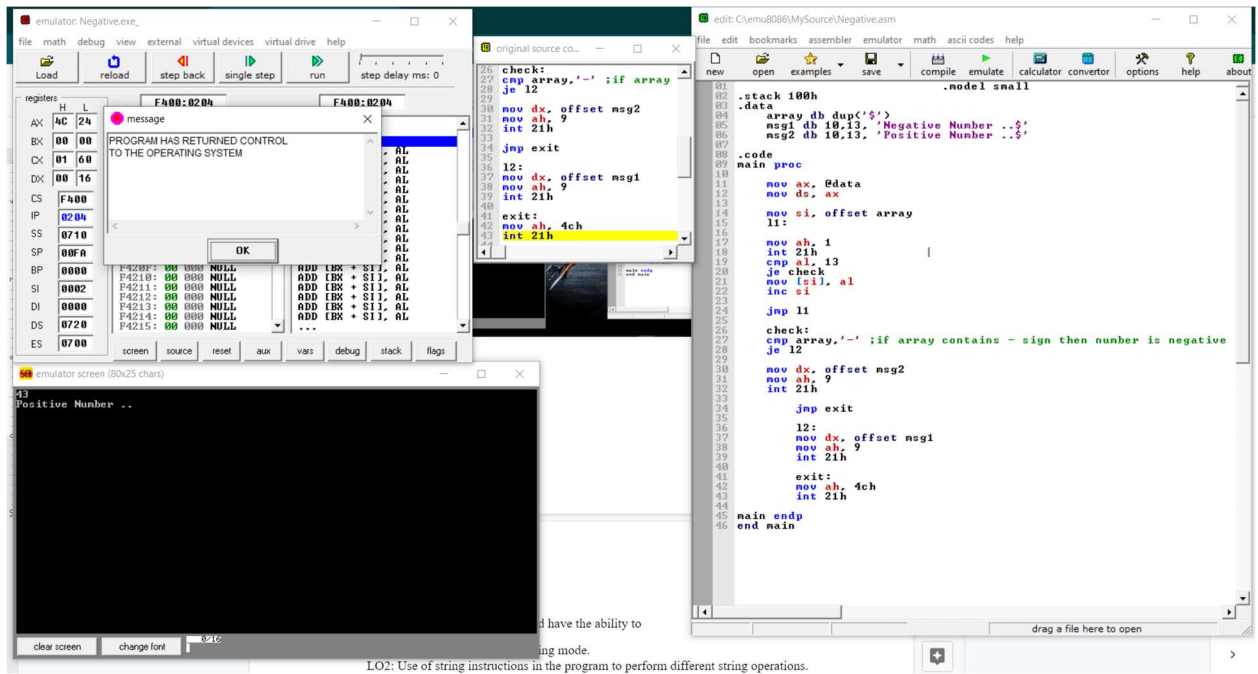 emulator: Negative.exe_
file math debug view external virtual devices virtual drive help
Load reload step back single step run step delay ms: 0
registers
H L
F400:0204 F400:0204
AX 4C 24
BX 00 00
CX 01 60
DX 00 16
CS F400
IP 0204
SS 0710
SP 00FA
BP 0000
SI 0002
DI 0000
DS 0720
ES 0700
message
PROGRAM HAS RETURNED CONTROL
TO THE OPERATING SYSTEM
OK
, AL
, AL
, AL
, AL
, AL
, AL
, AL
, AL
, AL
, AL
, AL
, AL
F420F: 00 000 NULL ADD [BX + SI], AL
F4210: 00 000 NULL ADD [BX + SI], AL
F4211: 00 000 NULL ADD [BX + SI], AL
F4212: 00 000 NULL ADD [BX + SI], AL
F4213: 00 000 NULL ADD [BX + SI], AL
F4214: 00 000 NULL ADD [BX + SI], AL
F4215: 00 000 NULL ...
screen source reset aux vars debug stack flags
original source co...
26 check:
27 cmp array,'-' ;if array
28 je l2
29
30 mov dx, offset msg2
31 mov ah, 9
32 int 21h
33
34 jmp exit
35
36 l2:
37 mov dx, offset msg1
38 mov ah, 9
39 int 21h
40
41 exit:
42 mov ah, 4ch
43 int 21h
44
main endp
end main
emulator screen (80x25 chars)
43
Positive Number ..
clear screen change font 0/16
edit: C:\emu8086\MySource\Negative.asm
file edit bookmarks assembler emulator math ascii codes help
new open examples save compile emulate calculator convertor options help about
01 .model small
02 .stack 100h
03 .data
04 array db dup('$')
05 msg1 db 10,13, 'Negative Number ..$'
06 msg2 db 10,13, 'Positive Number ..$'
07
08 .code
09 main proc
10
11 mov ax, @data
12 mov ds, ax
13
14 mov si, offset array
15 l1:
16
17 mov ah, 1
18 int 21h
19 cmp al, 13
20 je check
21 mov [si], al
22 inc si
23
24 jmp l1
25
26 check:
27 cmp array,'-' ;if array contains - sign then number is negative
28 je l2
29
30 mov dx, offset msg2
31 mov ah, 9
32 int 21h
33
34 jmp exit
35
36 l2:
37 mov dx, offset msg1
38 mov ah, 9
39 int 21h
40
41 exit:
42 mov ah, 4ch
43 int 21h
44
45 main endp
46 end main
drag a file here to open
d have the ability to
ing mode.
LO2: Use of string instructions in the program to perform different string operations.